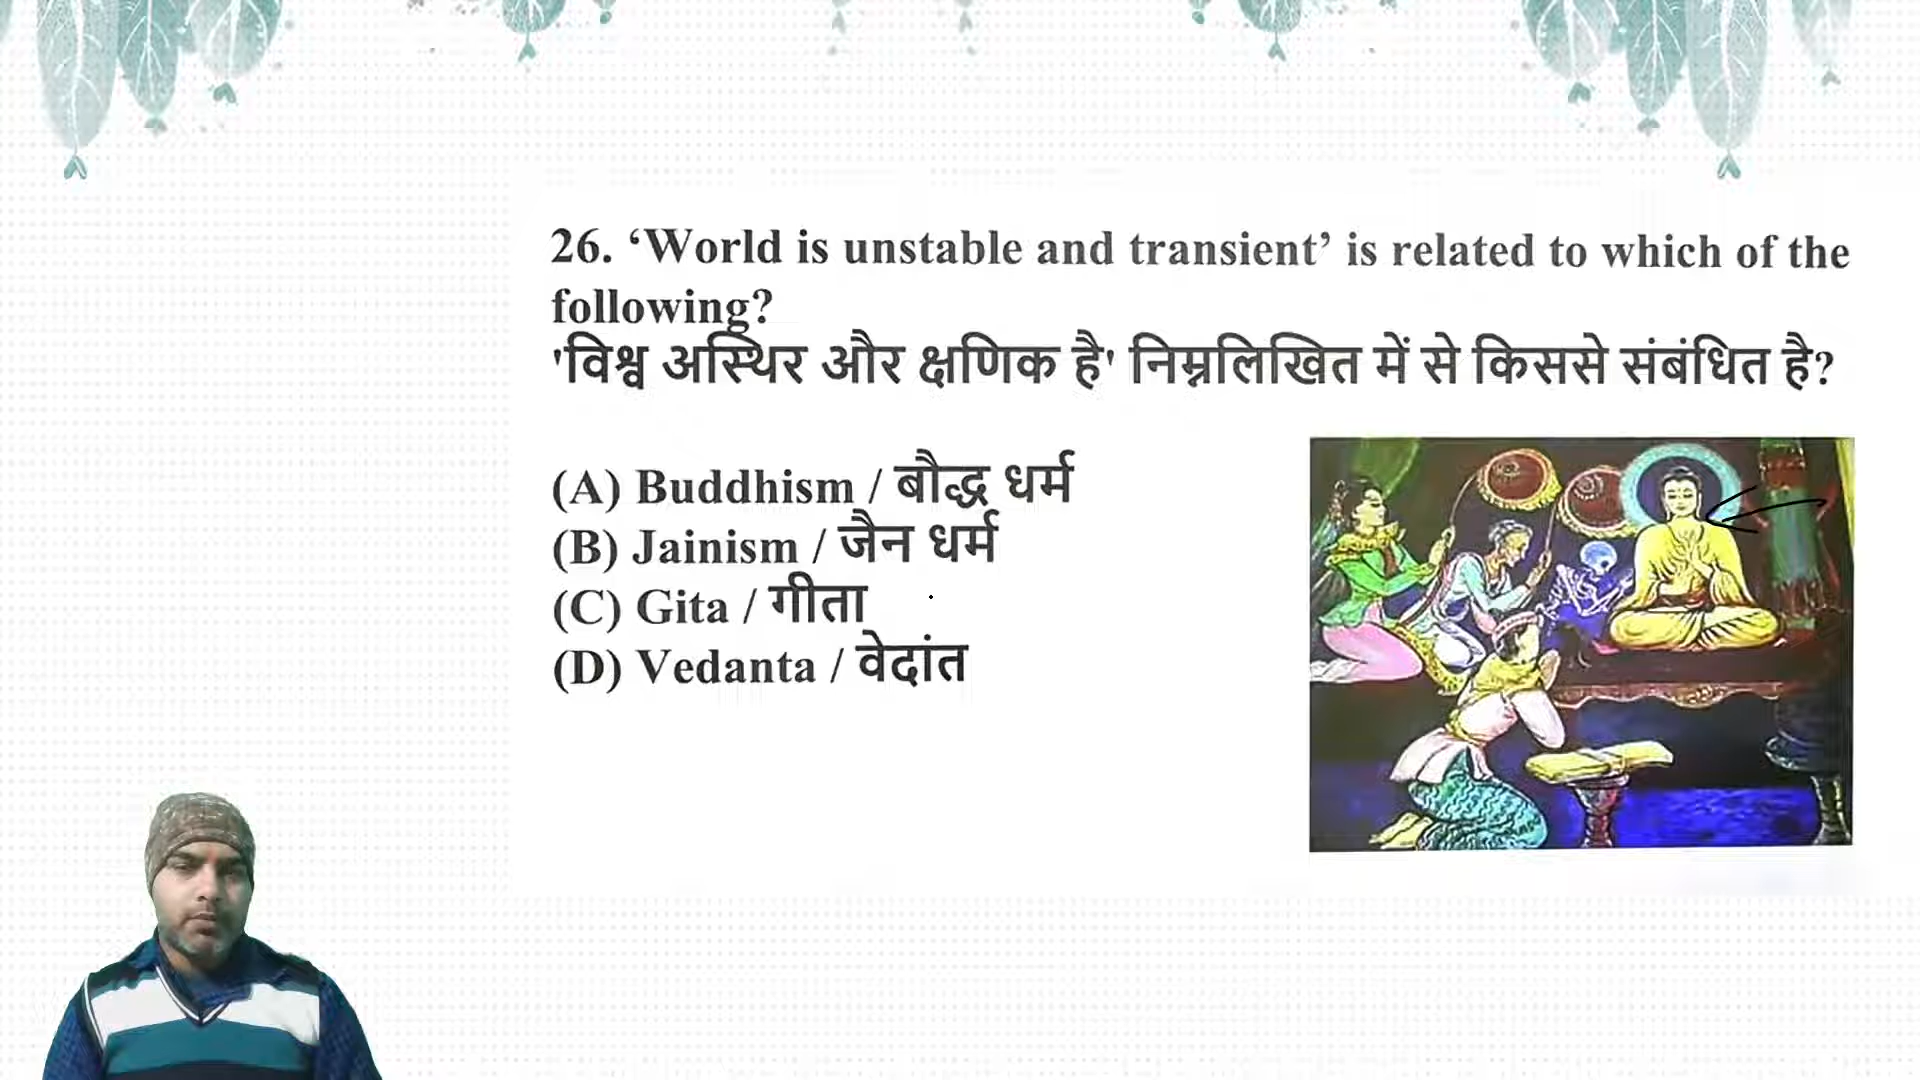 26. ‘World is unstable and transient’ is related to which of the
following?
'विश्व अस्थिर और क्षणिक है' निम्नलिखित में से किससे संबंधित है?
(A) Buddhism / बौद्ध धर्म
(B) Jainism / जैन धर्म
(C) Gita / गीता
(D) Vedanta / वेदांत